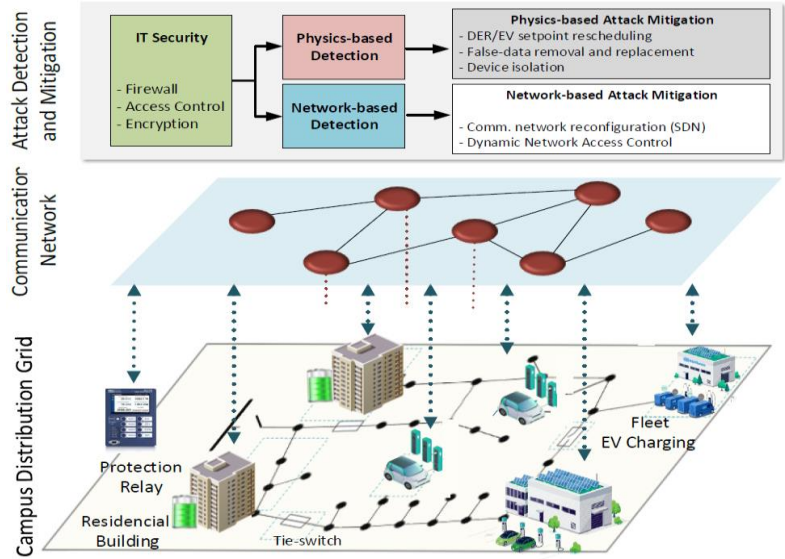 Attack Detection
and Mitigation
IT Security
- Firewall
- Access Control
- Encryption
Physics-based
Detection
Network-based
Detection
Physics-based Attack Mitigation
- DER/EV setpoint rescheduling
- False-data removal and replacement
- Device isolation
Network-based Attack Mitigation
- Comm. network reconfiguration (SDN)
- Dynamic Network Access Control
Communication
Network
Campus Distribution Grid
Protection
Relay
Residencial
Building
Tie-switch
Fleet
EV Charging